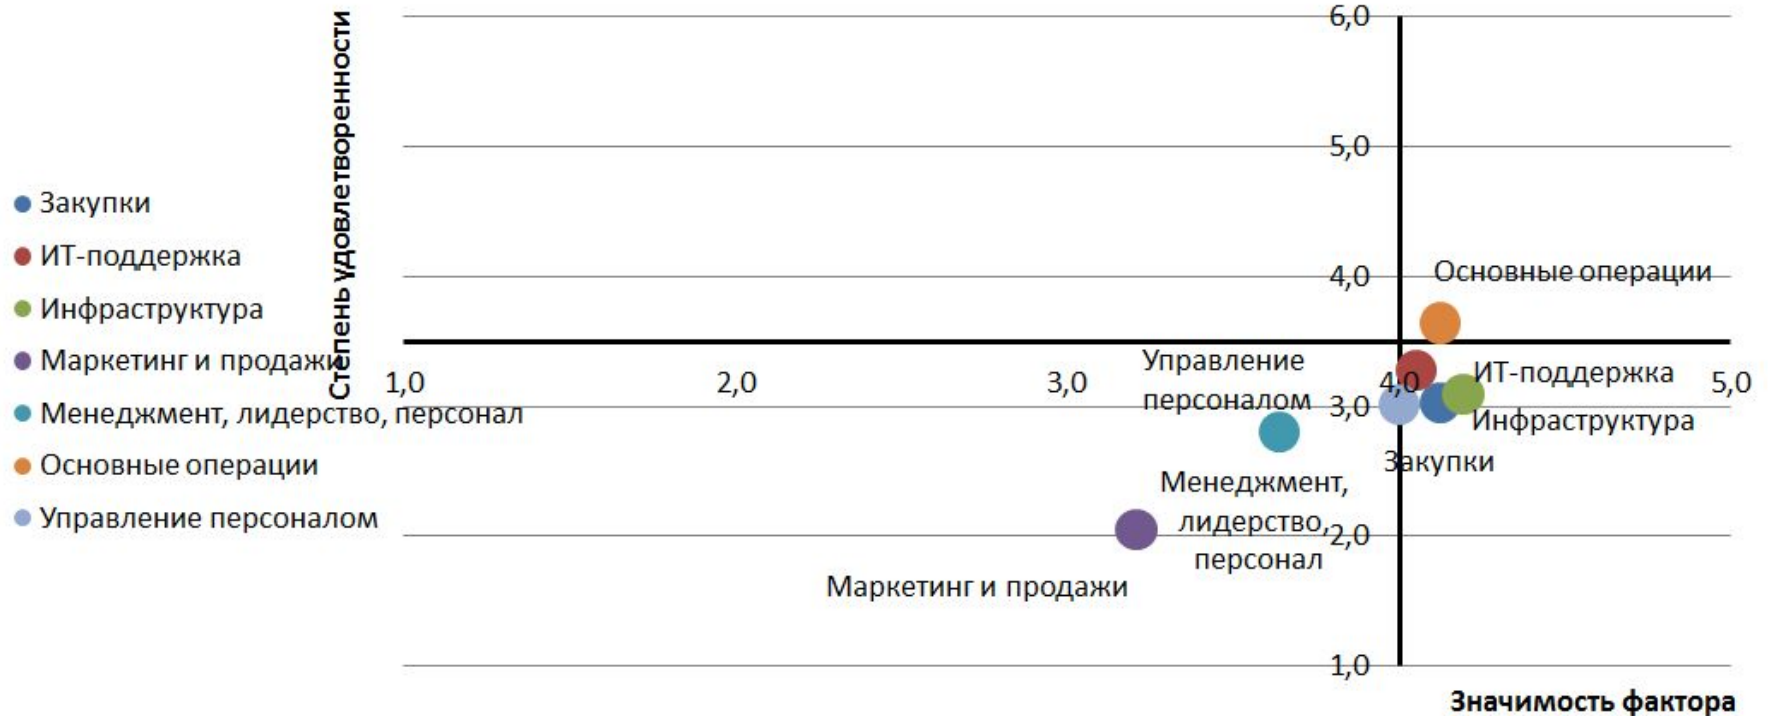 Степень удовлетворенности
Закупки
ИТ-поддержка
Инфраструктура
Маркетинг и продажи
Менеджмент, лидерство, персонал
Основные операции
Управление персоналом
6,0
5,0
4,0
3,0
2,0
1,0
1,0
2,0
3,0
4,0
5,0
Основные операции
Управление
персоналом
ИТ-поддержка
Инфраструктура
Закупки
Менеджмент,
лидерство,
персонал
Маркетинг и продажи
Значимость фактора